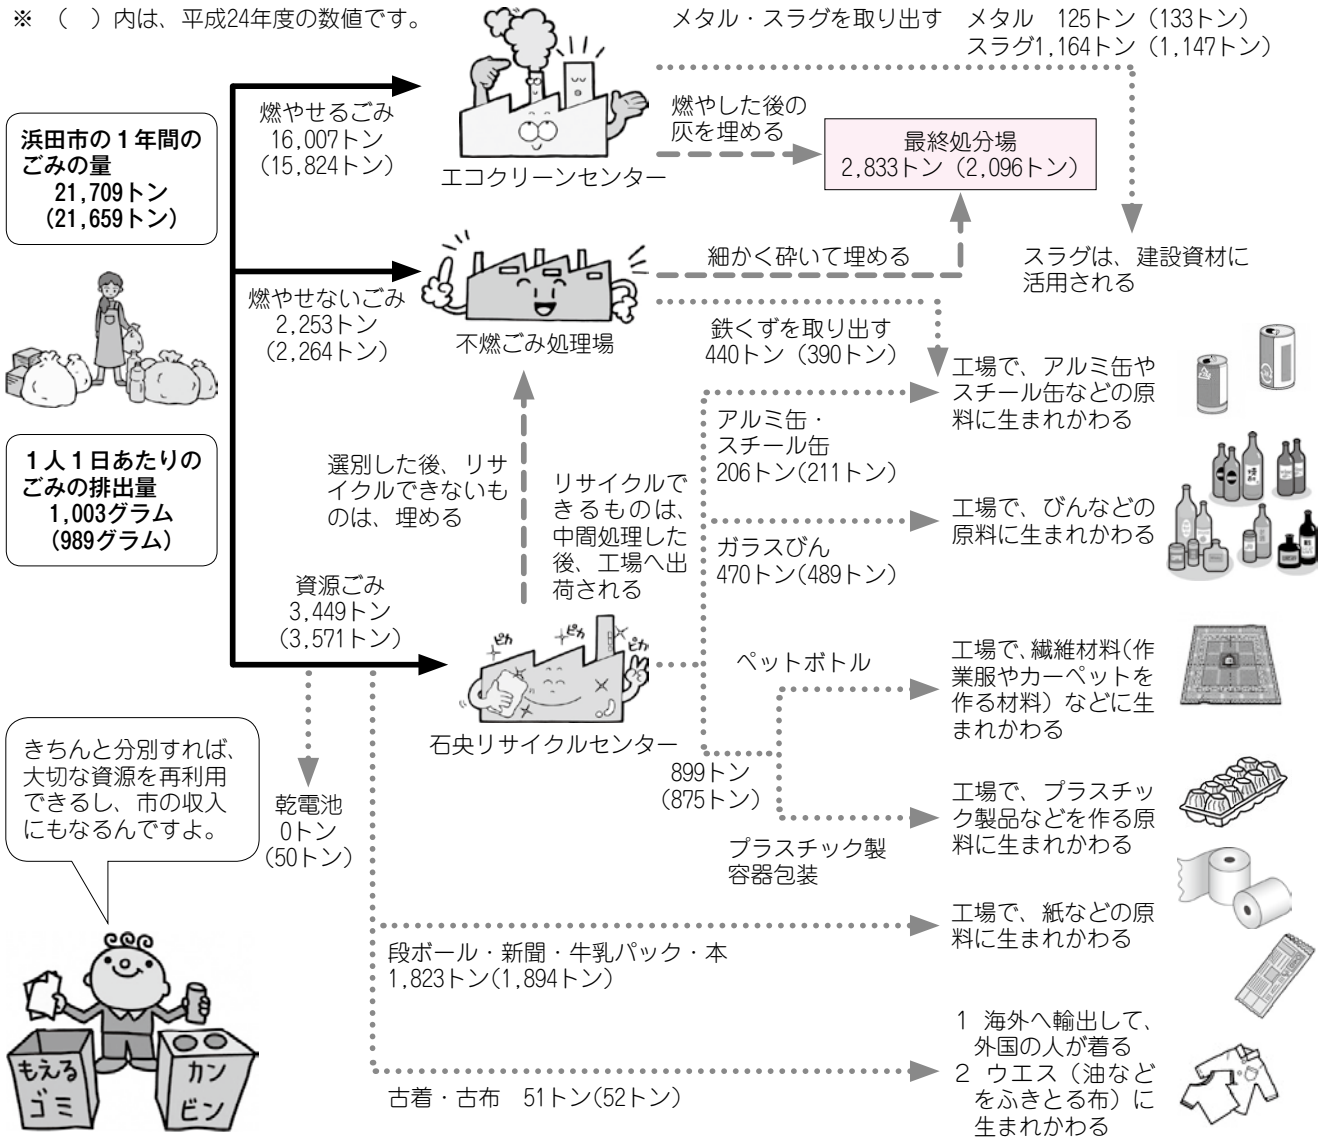 ※ （ ）内は、平成24年度の数値です。
メタル・スラグを取り出す メタル 125トン（133トン）
スラグ1,164トン（1,147トン）
浜田市の１年間の
ごみの量
21,709トン
（21,659トン）
燃やせるごみ
16,007トン
（15,824トン）
エコクリーンセンター
燃やした後の
灰を埋める
最終処分場
2,833トン（2,096トン）
燃やせないごみ
2,253トン
（2,264トン）
不燃ごみ処理場
細かく砕いて埋める
スラグは、建設資材に
活用される
鉄くずを取り出す
440トン（390トン）
工場で、アルミ缶や
スチール缶などの原
料に生まれかわる
１人１日あたりの
ごみの排出量
1,003グラム
（989グラム）
選別した後、リサ
イクルできないも
のは、埋める
リサイクルで
きるものは、
中間処理した
後、工場へ出
荷される
アルミ缶・
スチール缶
206トン(211トン）
ガラスびん
470トン(489トン）
工場で、びんなどの
原料に生まれかわる
資源ごみ
3,449トン
（3,571トン）
ピカ
ピカ
ピカ
石央リサイクルセンター
ペットボトル
工場で、繊維材料（作
業服やカーペットを
作る材料）などに生
まれかわる
899トン
（875トン）
プラスチック製
容器包装
工場で、プラスチッ
ク製品などを作る原
料に生まれかわる
きちんと分別すれば、
大切な資源を再利用
できるし、市の収入
にもなるんですよ。
乾電池
0トン
（50トン）
段ボール・新聞・牛乳パック・本
1,823トン(1,894トン）
工場で、紙などの原
料に生まれかわる
古着・古布 51トン(52トン）
１ 海外へ輸出して、
外国の人が着る
２ ウエス（油など
をふきとる布）に
生まれかわる
もえる
ゴミ
カン
ビン